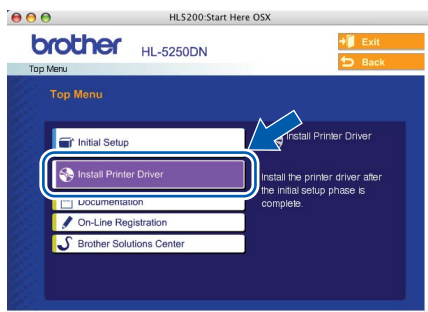 HL5200:Start Here OSX
brother HL-5250DN
Exit
Back
Top Menu
Top Menu
Initial Setup
Install Printer Driver
Documentation
On-Line Registration
Brother Solutions Center
Install Printer Driver
Install the printer driver after
the initial setup phase is
complete.